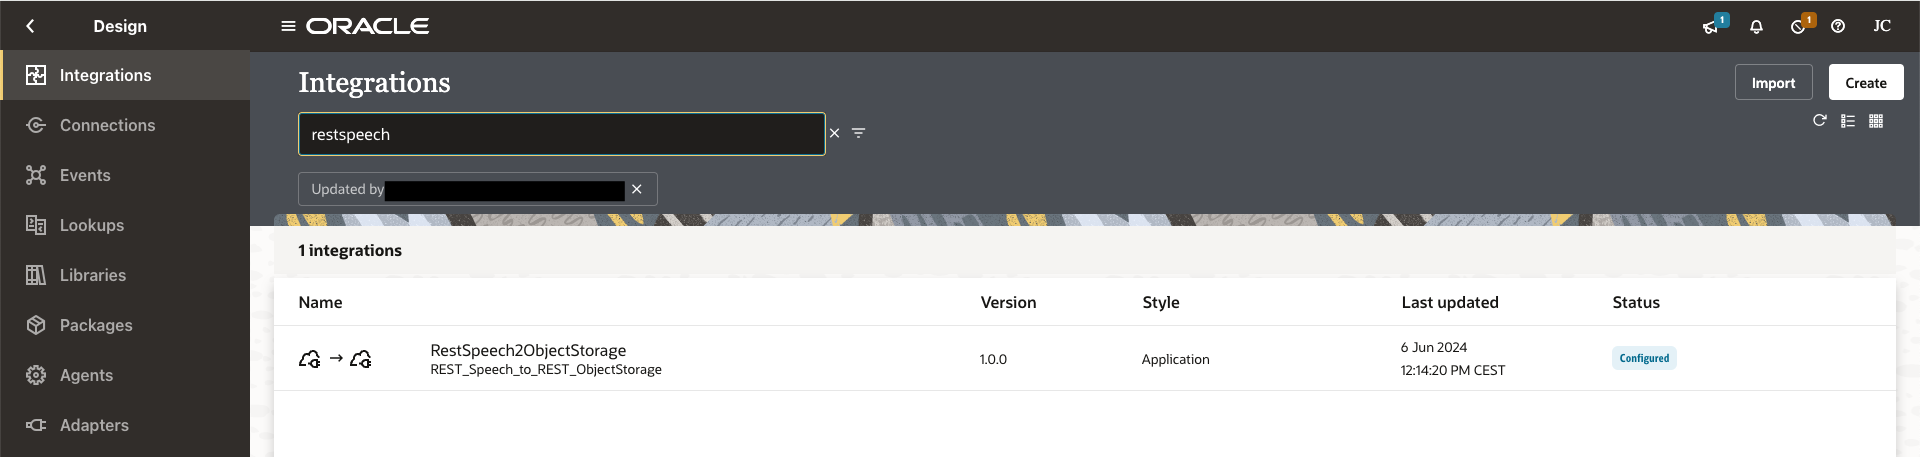 Design
ORACLE
1
1
JC
Integrations
Connections
Events
Lookups
Libraries
Packages
Agents
Adapters
Integrations
Import
Create
restspeech
Updated by
1 integrations
Name Version Style Last updated Status
RestSpeech2ObjectStorage
REST_Speech_to_REST_ObjectStorage
1.0.0
Application
6 Jun 2024
12:14:20 PM CEST
Configured